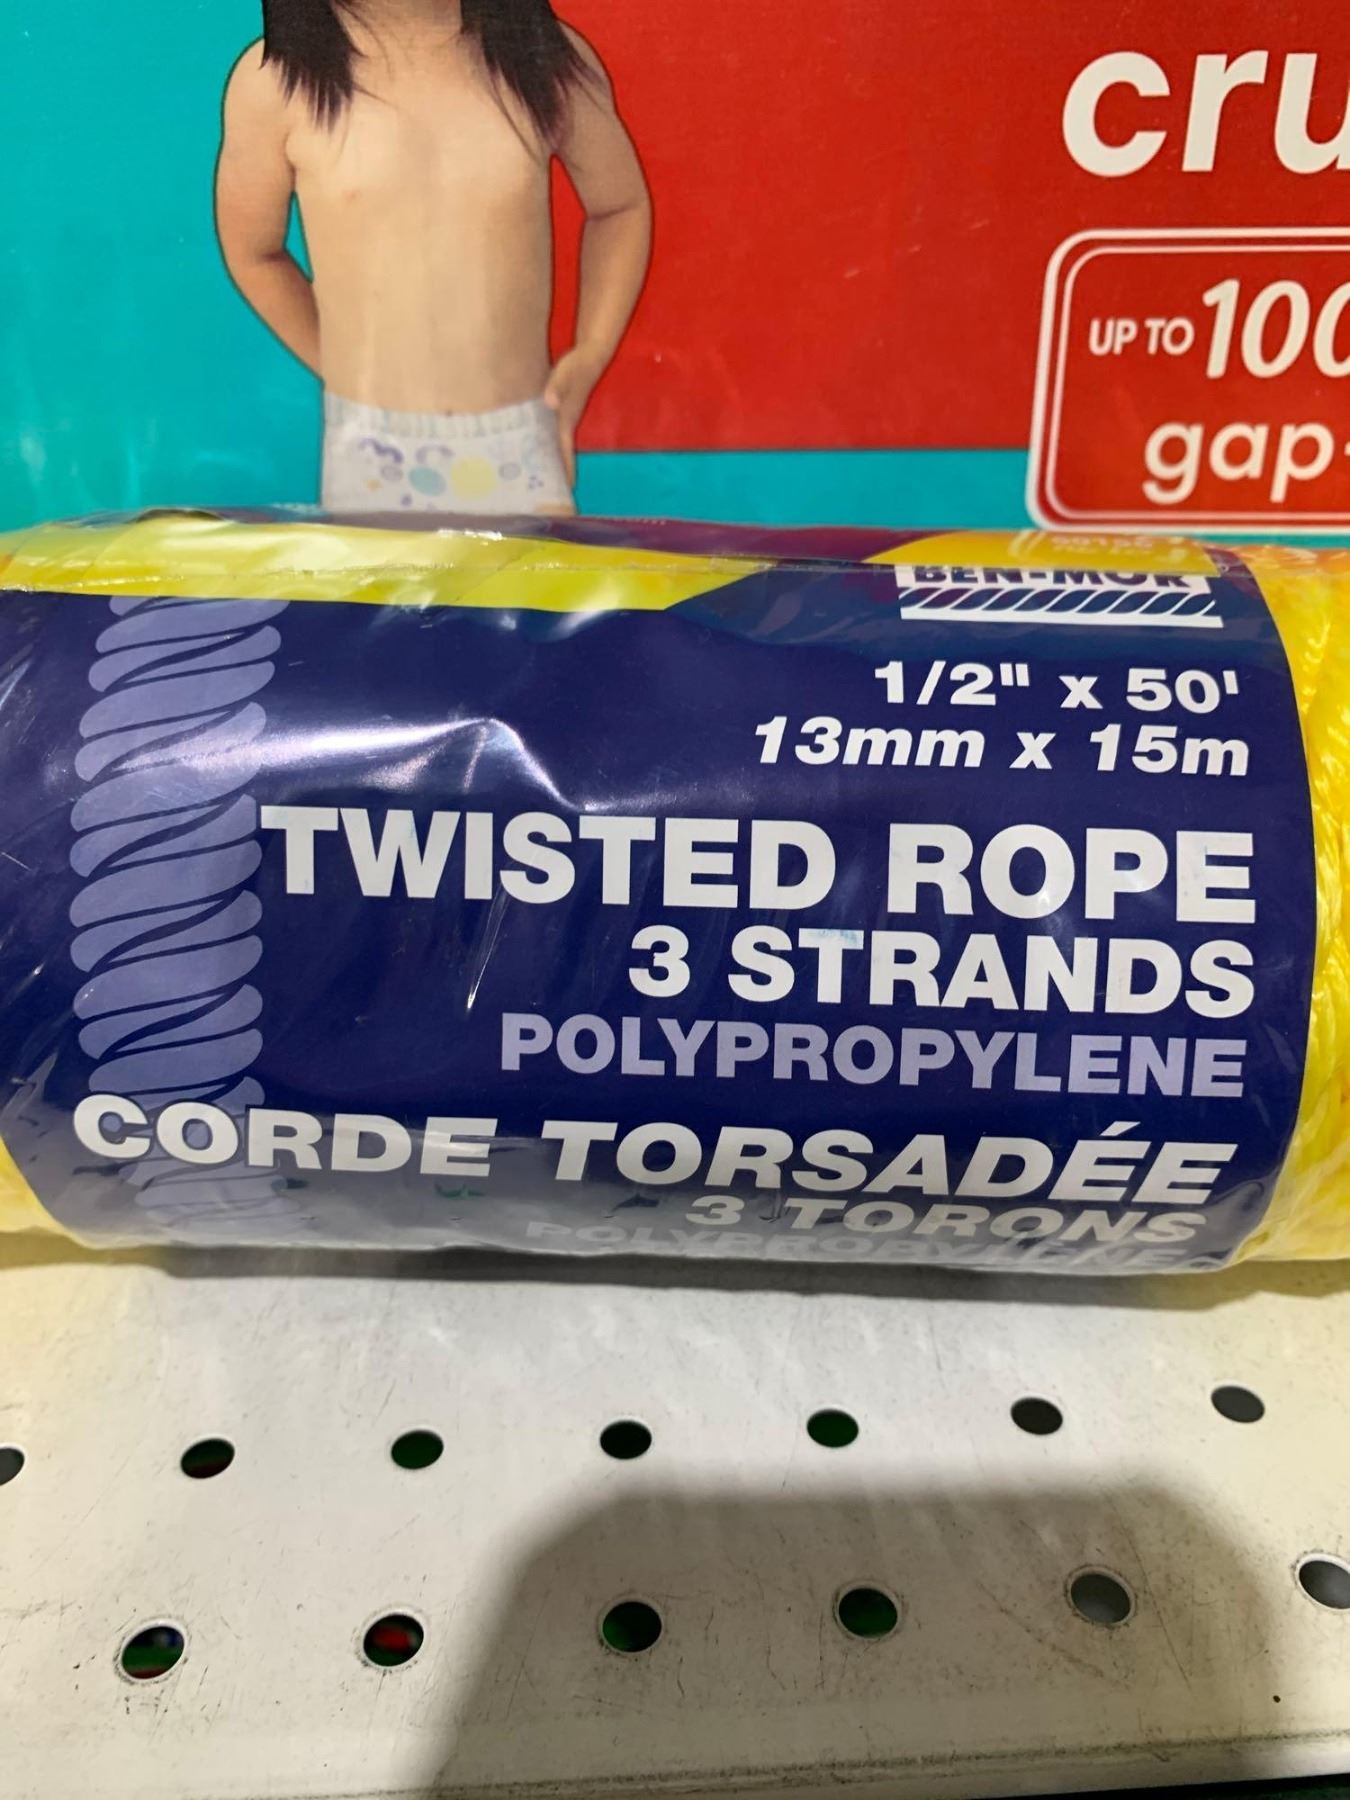 cru
UP TO 100
gap-
BEN-MOR
1/2" x 50'
13mm x 15m
TWISTED ROPE
3 STRANDS
POLYPROPYLENE
CORDE TORSADÉE
3 TORONS
POLYPROPYLÈNE